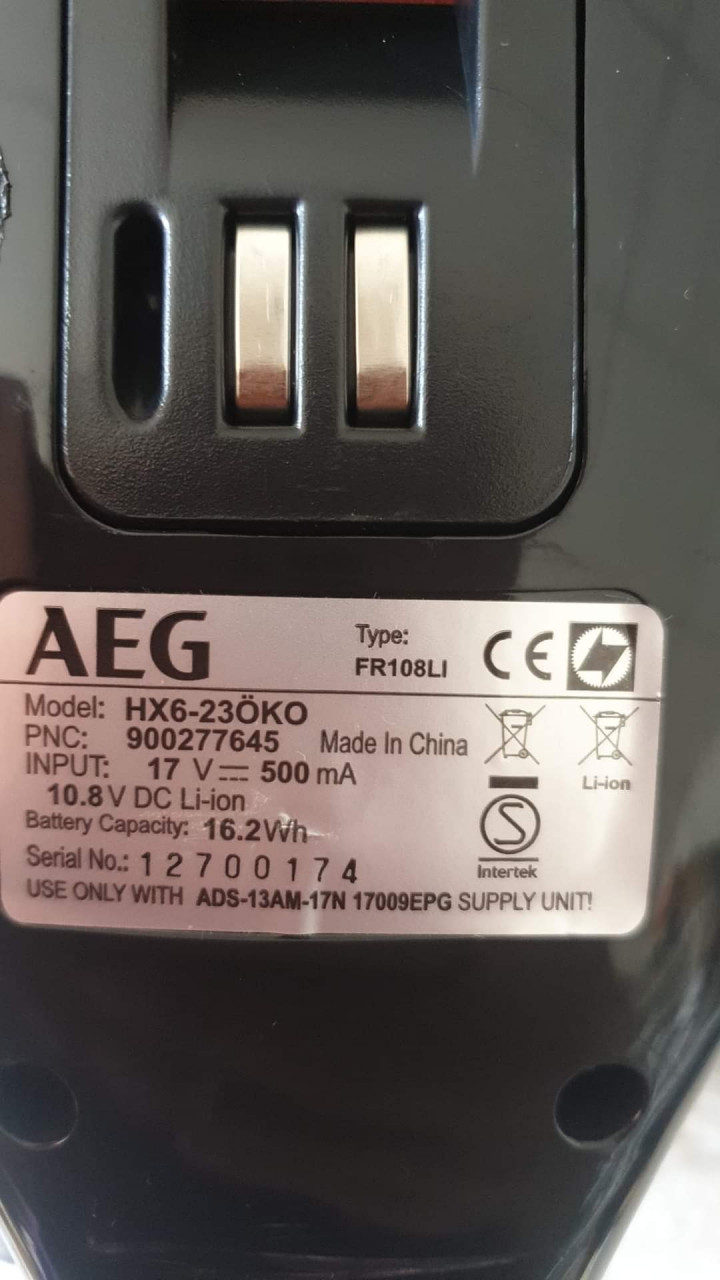 AEG
Type:
FR108LI
CE
Model: HX6-23ÖKO
PNC: 900277645 Made In China
INPUT: 17 V⎓ 500 mA
Li-ion
10.8V DC Li-ion
Battery Capacity: 16.2Wh
S
Serial No.: 12700174
Intertek
USE ONLY WITH ADS-13AM-17N 17009EPG SUPPLY UNIT!